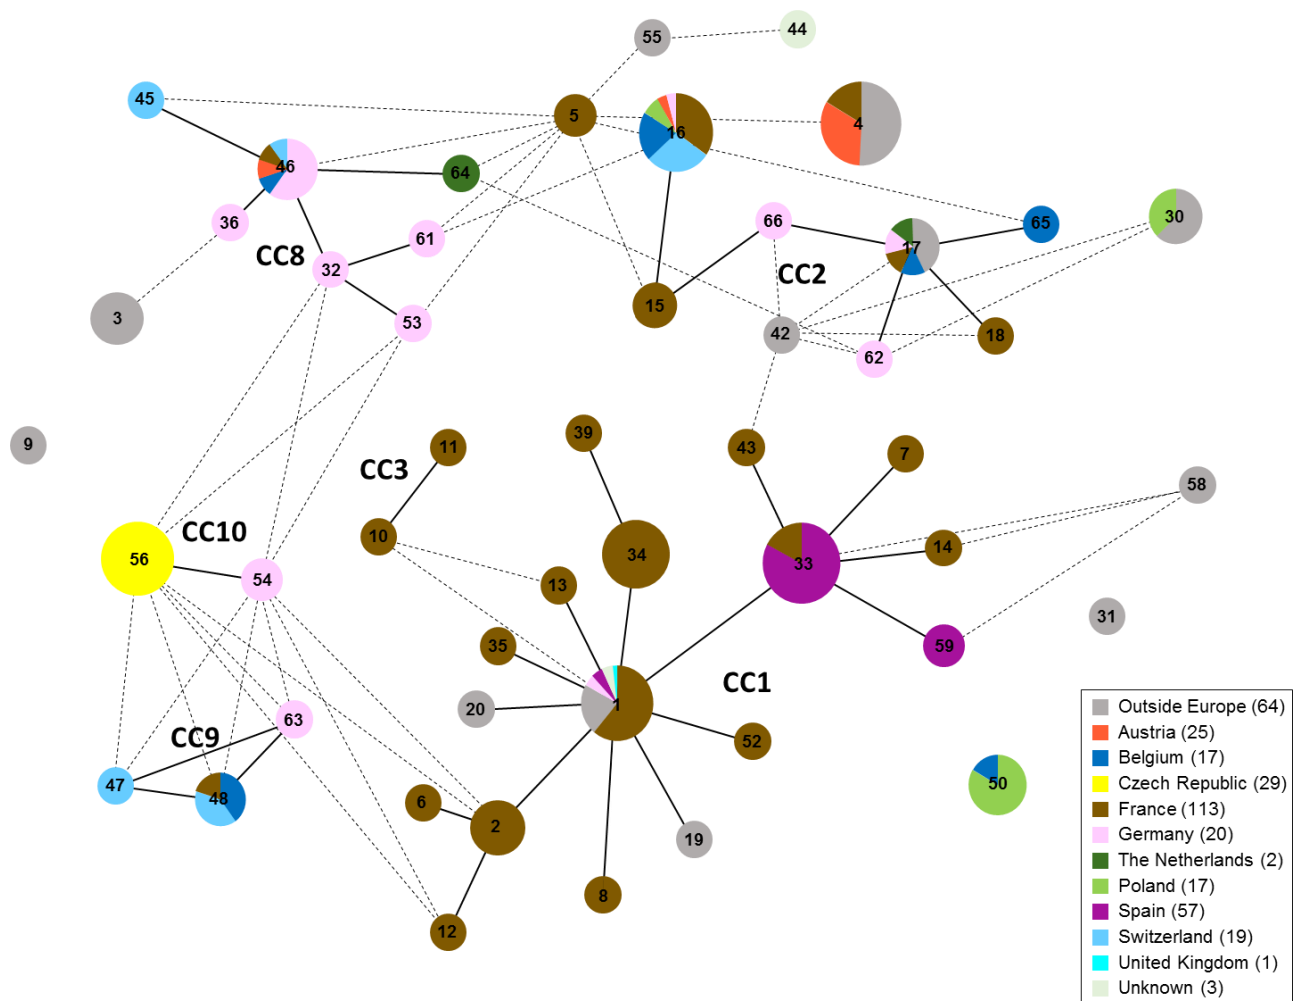 55
44
45
5
16
4
46
64
36
61
66
17
65
30
CC8
32
CC2
3
15
53
42
18
62
9
11
39
43
7
CC3
58
10
CC10
56
34
33
14
54
13
31
35
59
CC1
20
1
63
52
CC9
47
48
50
6
2
19
8
12
Outside Europe (64)
Austria (25)
Belgium (17)
Czech Republic (29)
France (113)
Germany (20)
The Netherlands (2)
Poland (17)
Spain (57)
Switzerland (19)
United Kingdom (1)
Unknown (3)